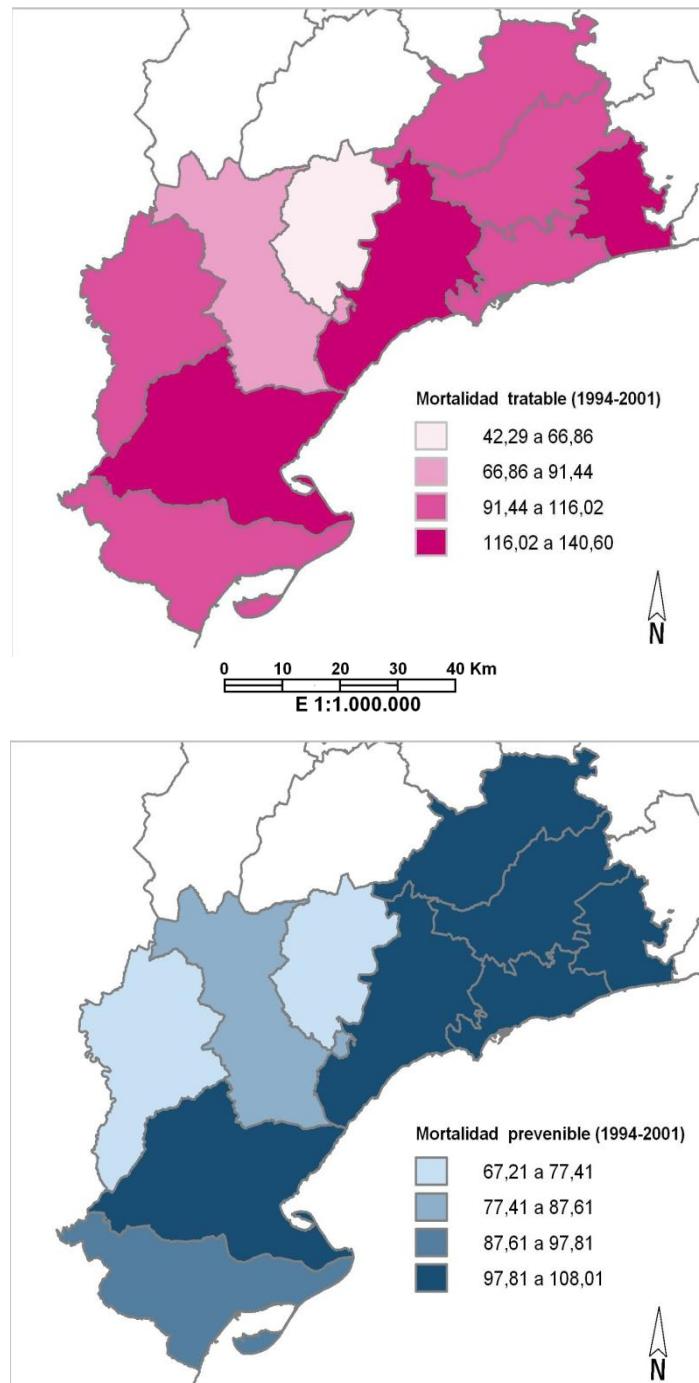 Mortalidad tratable (1994-2001)
42,29 a 66,86
66,86 a 91,44
91,44 a 116,02
116,02 a 140,60
N
0 10 20 30 40 Km
E 1:1.000.000
Mortalidad prevenible (1994-2001)
67,21 a 77,41
77,41 a 87,61
87,61 a 97,81
97,81 a 108,01
N